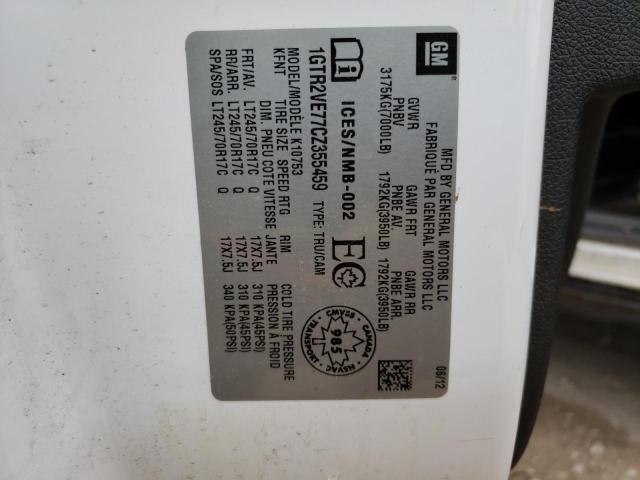 GM
MFD BY GENERAL MOTORS LLC
FABRIQUÉ PAR GENERAL MOTORS LLC
06/12
GVWR GAWR FRT GAWR RR
PNBV PNBE AV. PNBE ARR.
3175KG(7000LB) 1792KG(3950LB) 1792KG(3950LB)
ICES/NMB-002
CMVSS
CANADA
985
TRANSPORT
NSVAC
1GTR2VE77CZ355459 TYPE: TRU/CAM
MODEL/MODÈLE K10753
KENT
TIRE SIZE SPEED RTG RIM COLD TIRE PRESSURE
DIM. PNEU COTE VITESSE JANTE PRESSION À FROID
FRT/AV. LT245/70R17C Q 17X7.5J 310 KPA(45PSI)
RR/ARR. LT245/70R17C Q 17X7.5J 310 KPA(45PSI)
SPA/SOS LT245/70R17C Q 17X7.5J 340 KPA(50PSI)